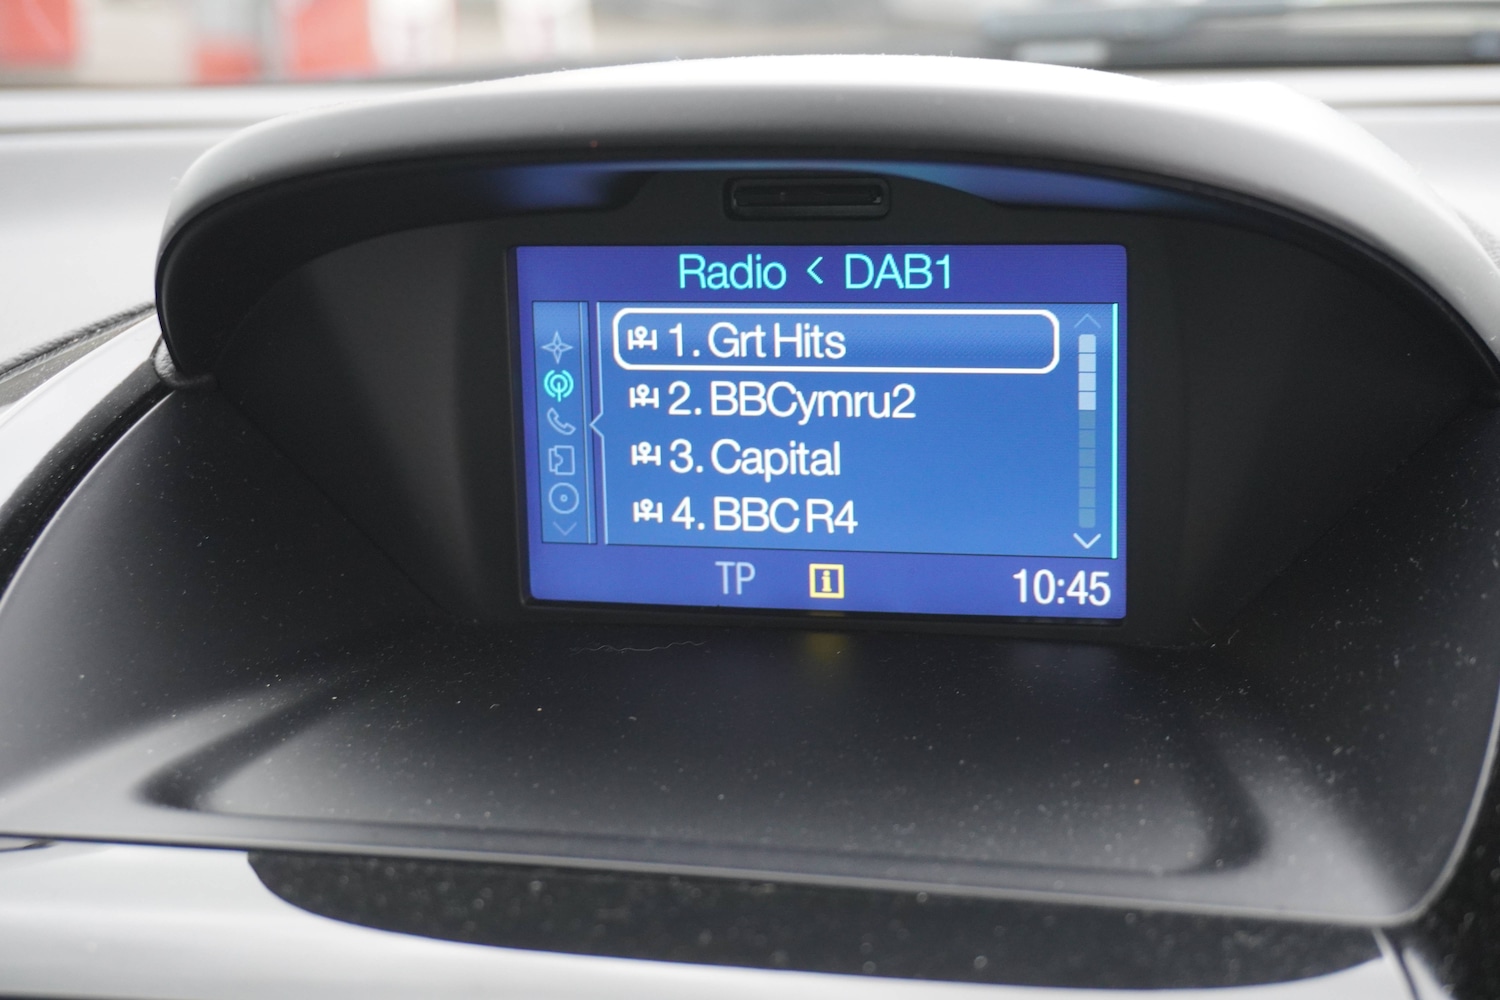 Radio < DAB1
1. Grt Hits
2. BBCymru2
3. Capital
4. BBC R4
TP i 10:45